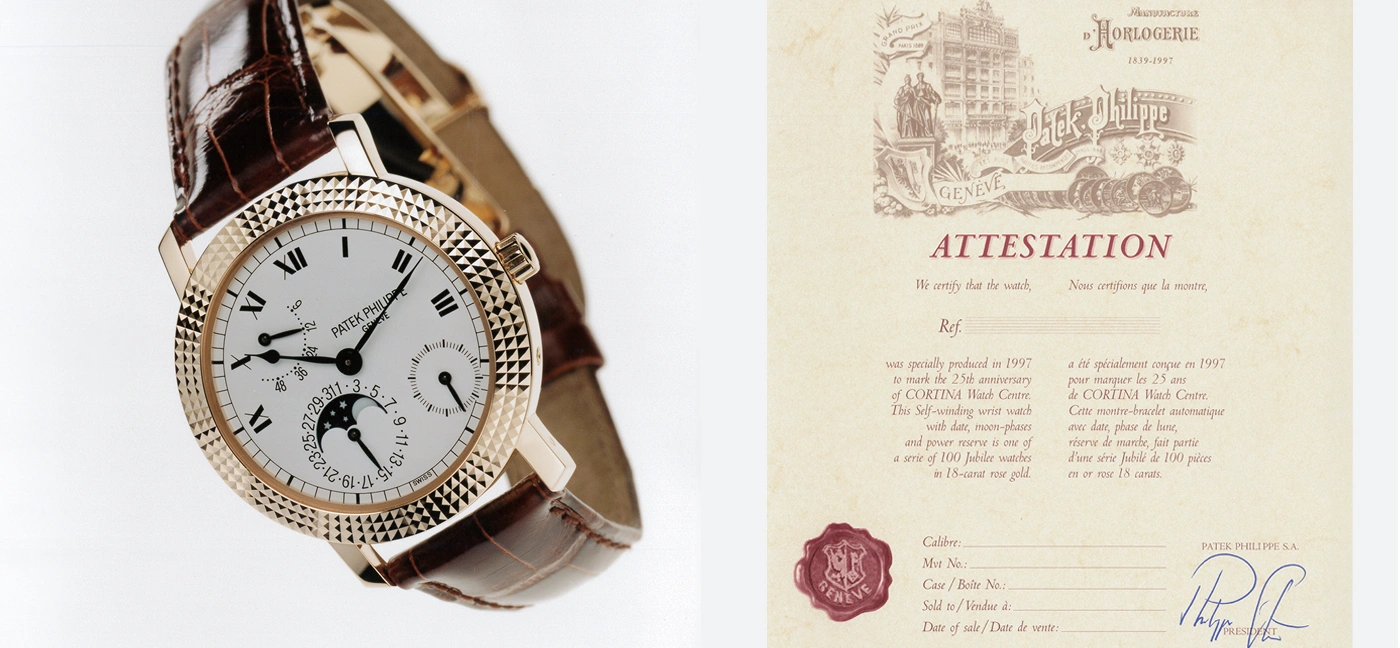 XII
I
II
III
IX
X
XI
PATEK PHILIPPE
GENEVE
6
12
24
36
48
1·3·5·7·9·11·13·15·17·19·21·23·25·27·29·31
SWISS
MANUFACTURE
D'HORLOGERIE
1839-1997
GRAND PRIX
PARIS 1889
Patek Philippe
GENÈVE
ATTESTATION
We certify that the watch,
Nous certifions que la montre,
Ref.
was specially produced in 1997
to mark the 25th anniversary
of CORTINA Watch Centre.
This Self-winding wrist watch
with date, moon-phases
and power reserve is one of
a serie of 100 Jubilee watches
in 18-carat rose gold.
a été spécialement conçue en 1997
pour marquer les 25 ans
de CORTINA Watch Centre.
Cette montre-bracelet automatique
avec date, phase de lune,
réserve de marche, fait partie
d'une série Jubilé de 100 pièces
en or rose 18 carats.
GENÈVE
Calibre:
Mvt No.:
Case / Boîte No.:
Sold to / Vendue à:
Date of sale / Date de vente:
PATEK PHILIPPE S.A.
PRESIDENT